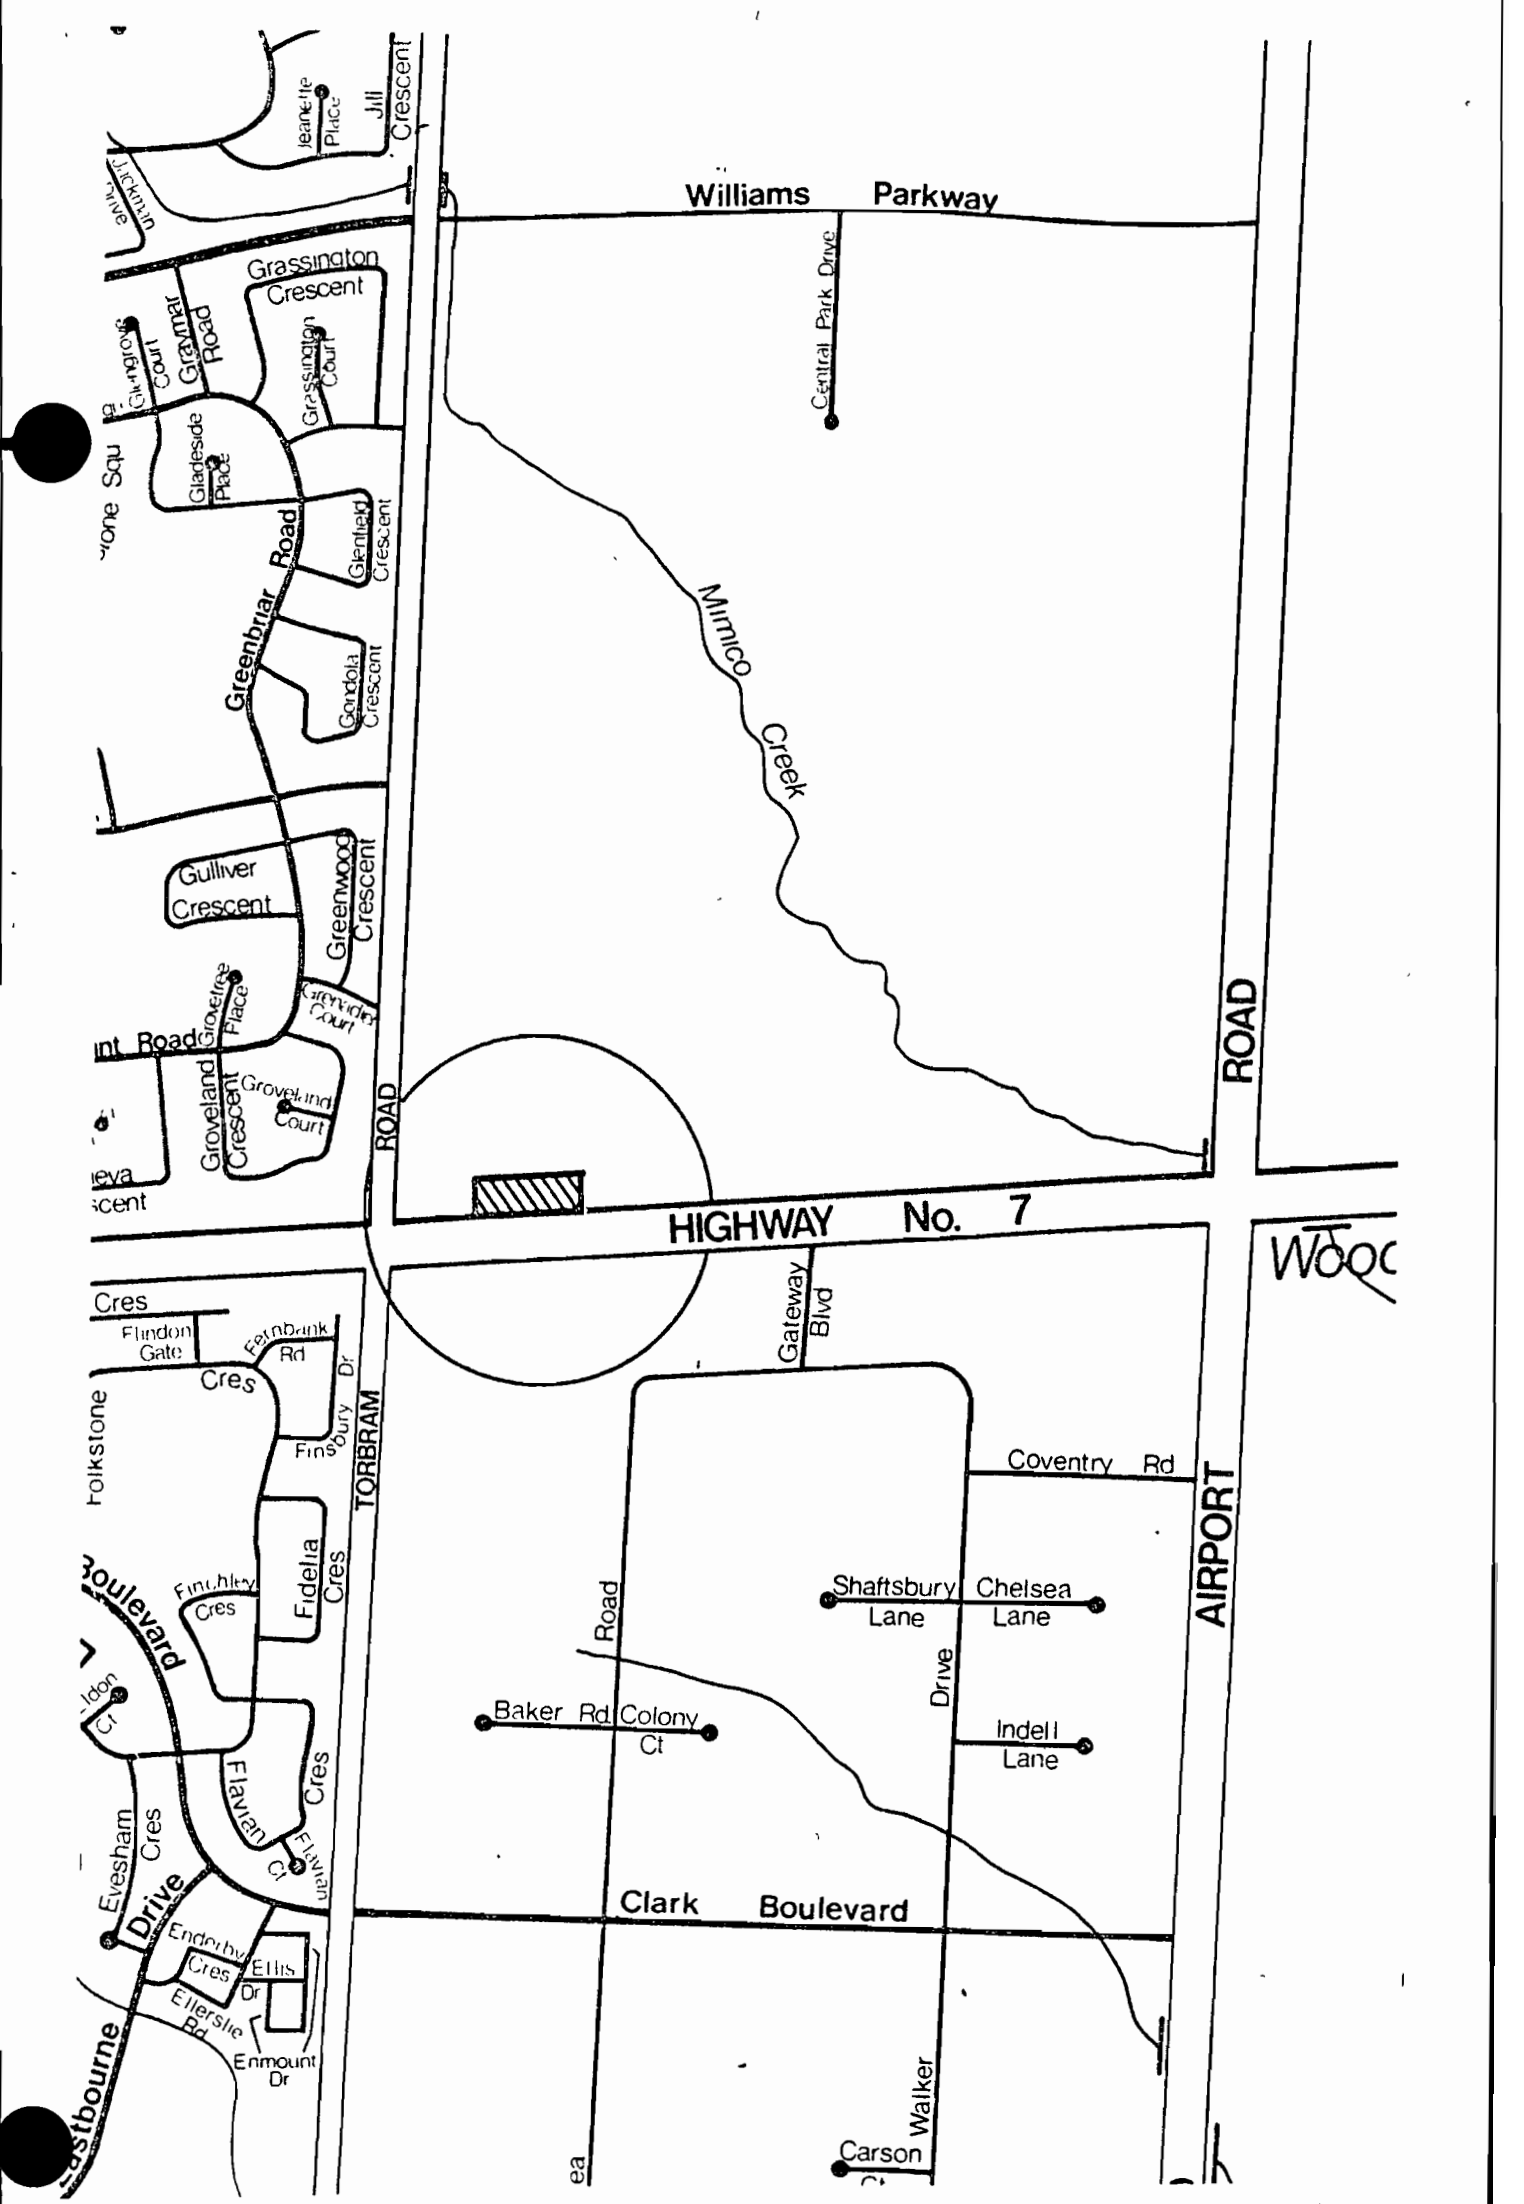 Jeanette
Place
Jill
Crescent
Jackman
Williams Parkway
Grassington
Crescent
Central Park Drive
Graymar
Road
Court
Grassington
Court
Gladeside
Place
Glenfield
Crescent
Greenbriar Road
Gondola
Crescent
Mimico Creek
Gulliver
Crescent
Greenwood
Crescent
Grovetree
Place
Court
Road
Groveland
Crescent
Groveland
Court
ROAD
ROAD
HIGHWAY No. 7
Cres
Flindon
Gate
Fernbank
Rd
Cres
Finsbury Dr
Gateway
Blvd
TORBRAM
AIRPORT
Folkstone
Coventry Rd
Boulevard
Finchley
Cres
Fidelia
Cres
Road
Shaftsbury
Lane
Chelsea
Lane
Drive
Baker Rd
Colony
Ct
Indell
Lane
Ct
Flavian
Cres
Flavian
Ct
Evesham
Cres
Drive
Clark Boulevard
Enderby
Cres
Ellis
Dr
Ellerslie
Rd
Enmount
Dr
Walker
Carson